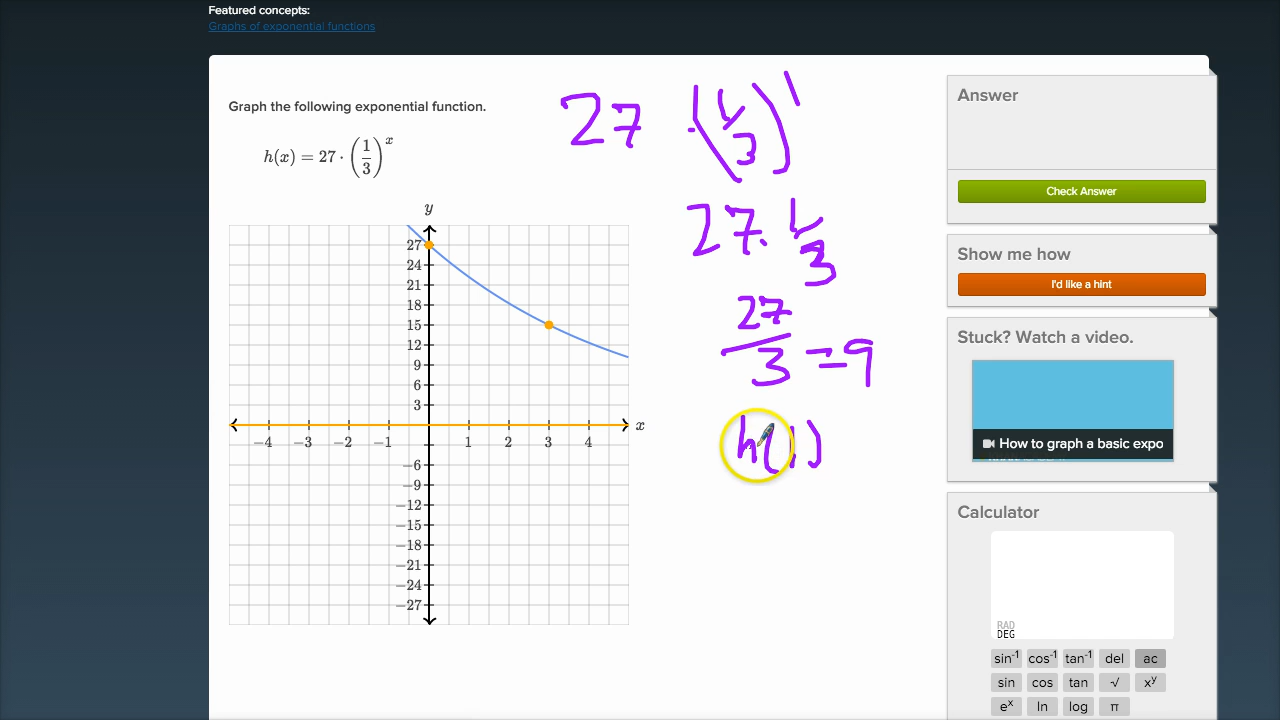 Featured concepts:
Graphs of exponential functions
Graph the following exponential function.
h(x) = 27 · (1/3)^x
y
27
24
21
18
15
12
9
6
3
−4 −3 −2 −1 1 2 3 4 x
−6
−9
−12
−15
−18
−21
−24
−27
27 · (1/3)^1
27 · 1/3
27/3 = 9
h(1)
Answer
Check Answer
Show me how
I'd like a hint
Stuck? Watch a video.
How to graph a basic expo
Calculator
RAD
DEG
sin⁻¹ cos⁻¹ tan⁻¹ del ac
sin cos tan √ xʸ
eˣ ln log π